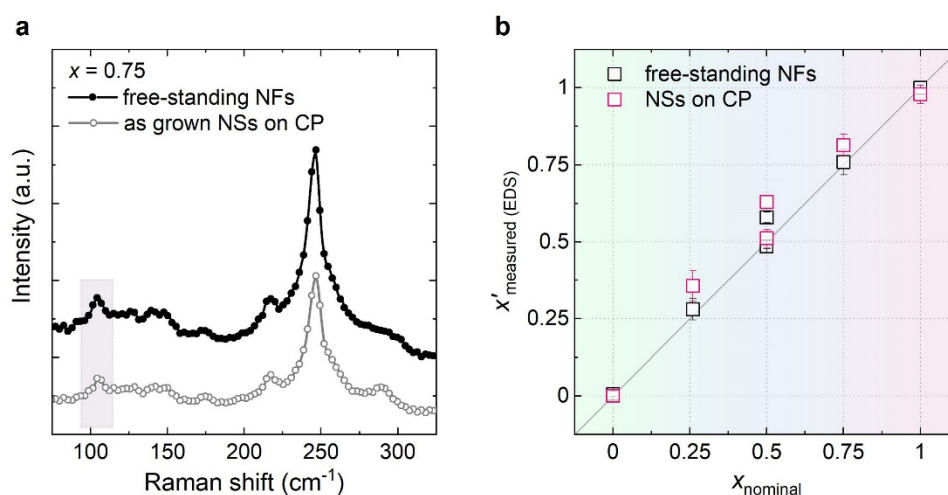 a
x = 0.75
free-standing NFs
as grown NSs on CP
Intensity (a.u.)
100 150 200 250 300
Raman shift (cm⁻¹)
b
free-standing NFs
NSs on CP
x′measured (EDS)
1
0.75
0.5
0.25
0
0 0.25 0.5 0.75 1
xnominal